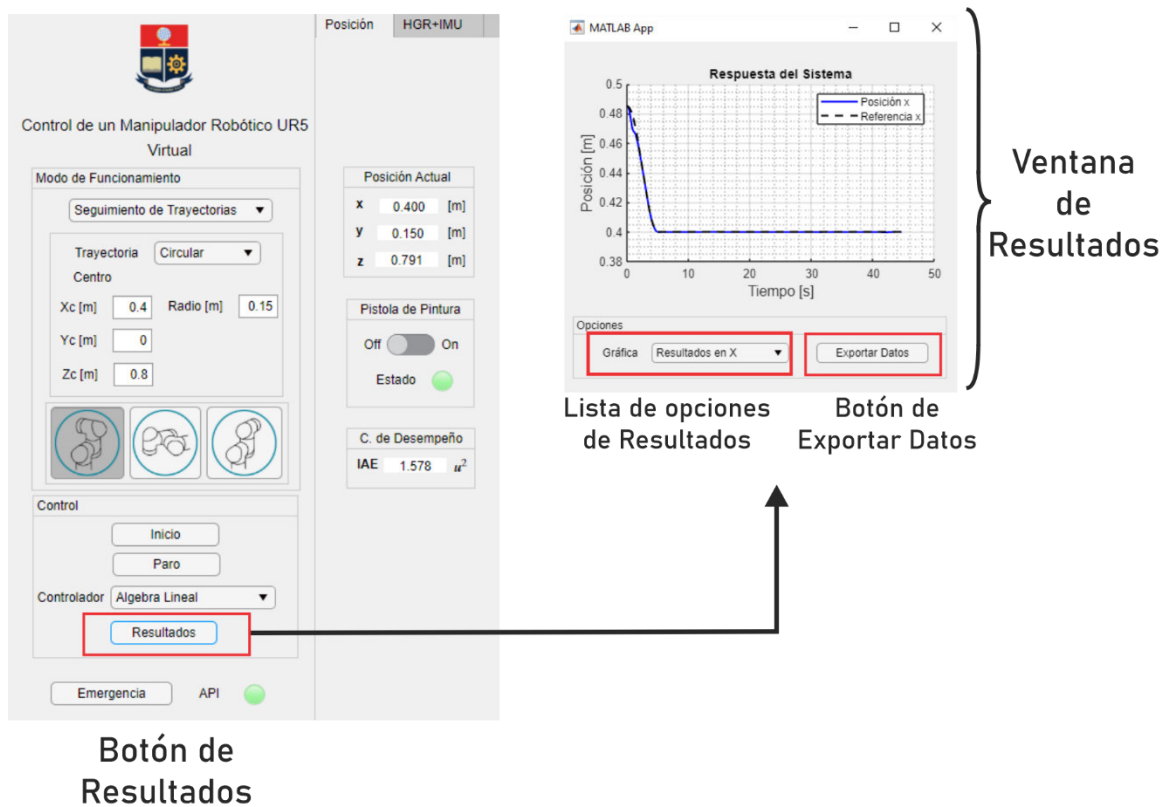 Control de un Manipulador Robótico UR5
Virtual
Modo de Funcionamiento
Seguimiento de Trayectorias
Trayectoria Circular
Centro
Xc [m] 0.4 Radio [m] 0.15
Yc [m] 0
Zc [m] 0.8
Control
Inicio
Paro
Controlador Algebra Lineal
Resultados
Emergencia API
Botón de
Resultados
Posición HGR+IMU
Posición Actual
x 0.400 [m]
y 0.150 [m]
z 0.791 [m]
Pistola de Pintura
Off On
Estado
C. de Desempeño
IAE 1.578 u²
MATLAB App
Respuesta del Sistema
Posición x
Referencia x
Posición [m]
0.5
0.48
0.46
0.44
0.42
0.4
0.38
0 10 20 30 40 50
Tiempo [s]
Opciones
Gráfica Resultados en X Exportar Datos
Lista de opciones
de Resultados
Botón de
Exportar Datos
Ventana
de
Resultados